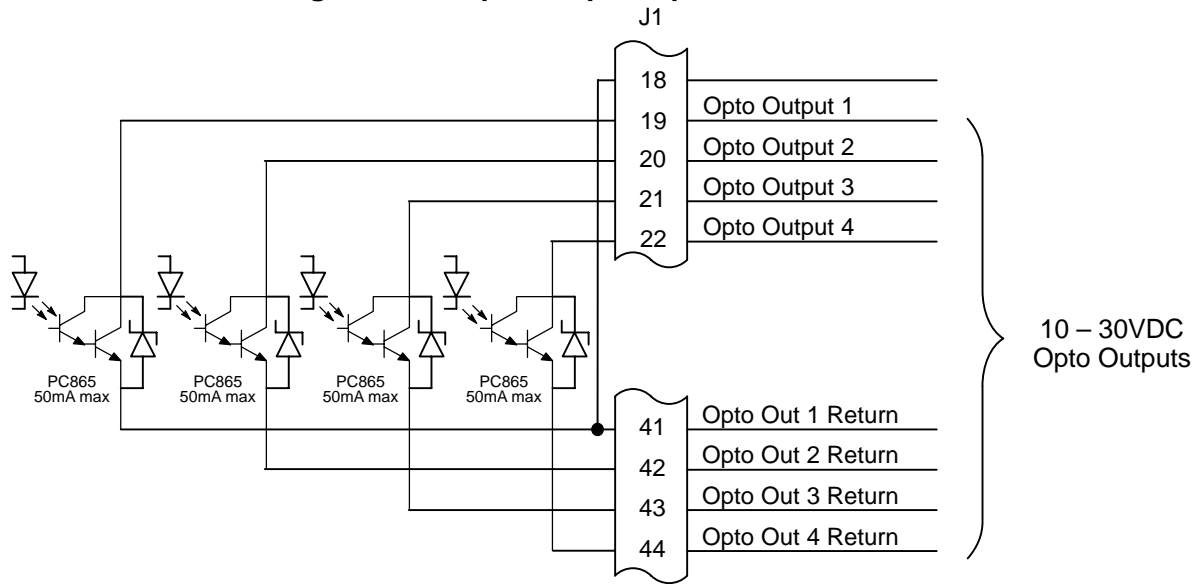 J1
18
19 Opto Output 1
20 Opto Output 2
21 Opto Output 3
22 Opto Output 4
PC865
50mA max
PC865
50mA max
PC865
50mA max
PC865
50mA max
10 – 30VDC
Opto Outputs
41 Opto Out 1 Return
42 Opto Out 2 Return
43 Opto Out 3 Return
44 Opto Out 4 Return